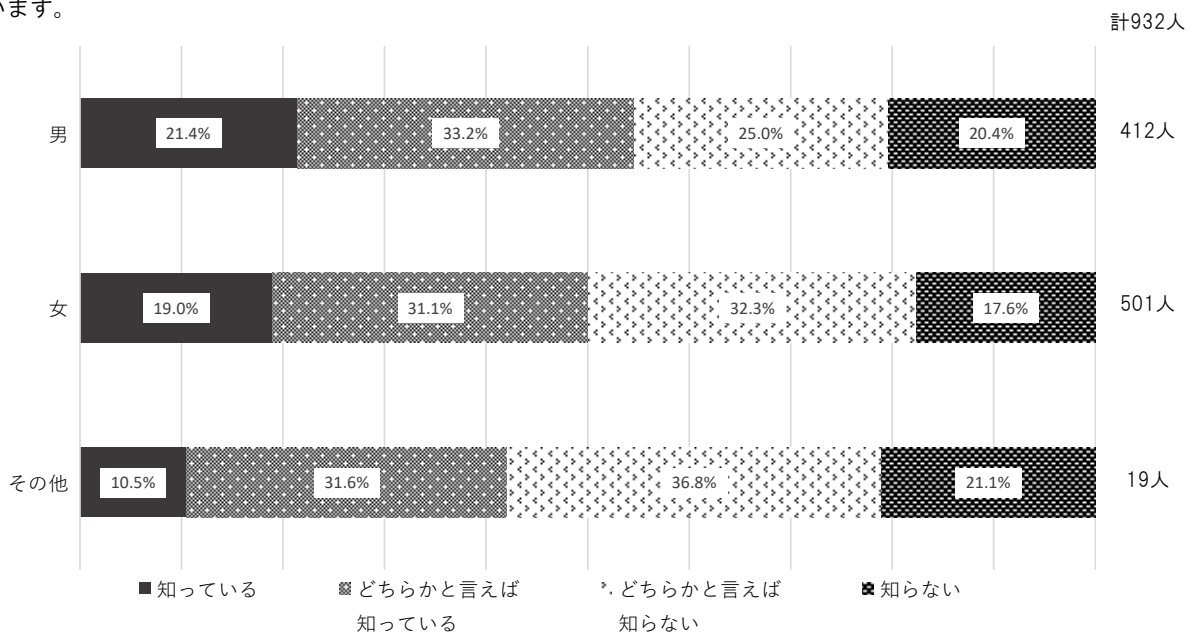 います。
計932人
男 21.4% 33.2% 25.0% 20.4% 412人
女 19.0% 31.1% 32.3% 17.6% 501人
その他 10.5% 31.6% 36.8% 21.1% 19人
知っている どちらかと言えば どちらかと言えば 知らない
知っている 知らない